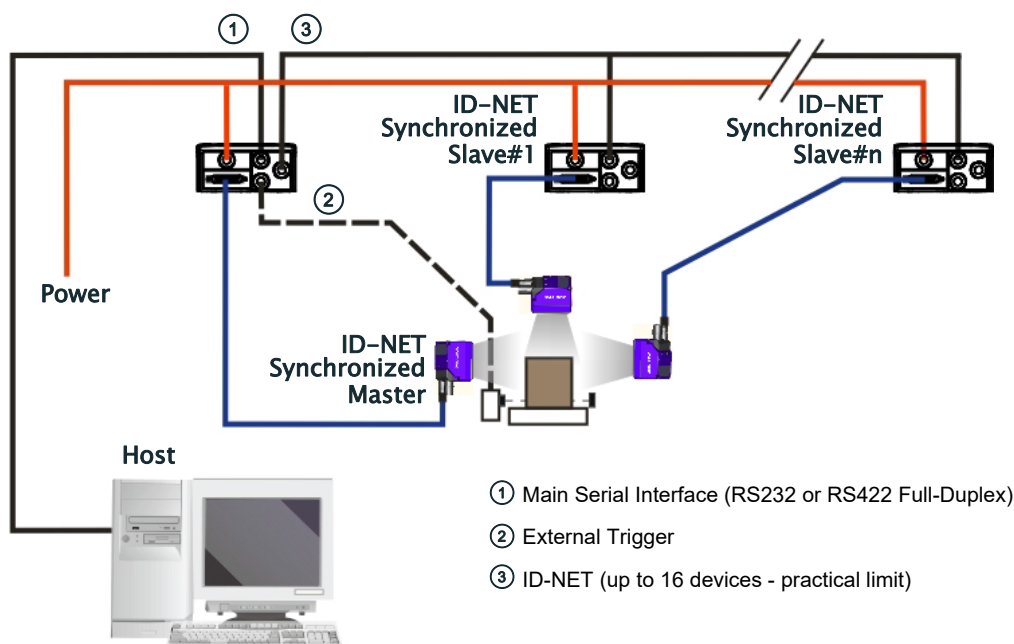 ① ③
ID–NET
Synchronized
Slave#1
ID–NET
Synchronized
Slave#n
②
Power
ID–NET
Synchronized
Master
Host
① Main Serial Interface (RS232 or RS422 Full-Duplex)
② External Trigger
③ ID-NET (up to 16 devices - practical limit)